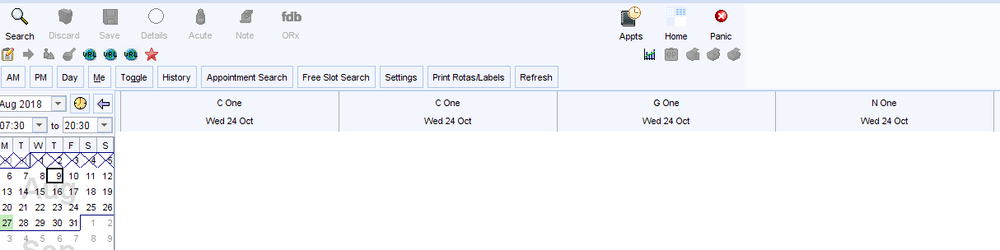 Search Discard Save Details Acute Note fdb ORx Appts Home Panic
URL URL URL
AM PM Day Me Toggle History Appointment Search Free Slot Search Settings Print Rotas/Labels Refresh
Aug 2018
07:30 to 20:30
C One C One G One N One
Wed 24 Oct Wed 24 Oct Wed 24 Oct Wed 24 Oct
M T W T F S S
30 31 1 2 3 4 5
6 7 8 9 10 11 12
13 14 15 16 17 18 19
20 21 22 23 24 25 26
27 28 29 30 31 1 2
3 4 5 6 7 8 9
Aug
Sep